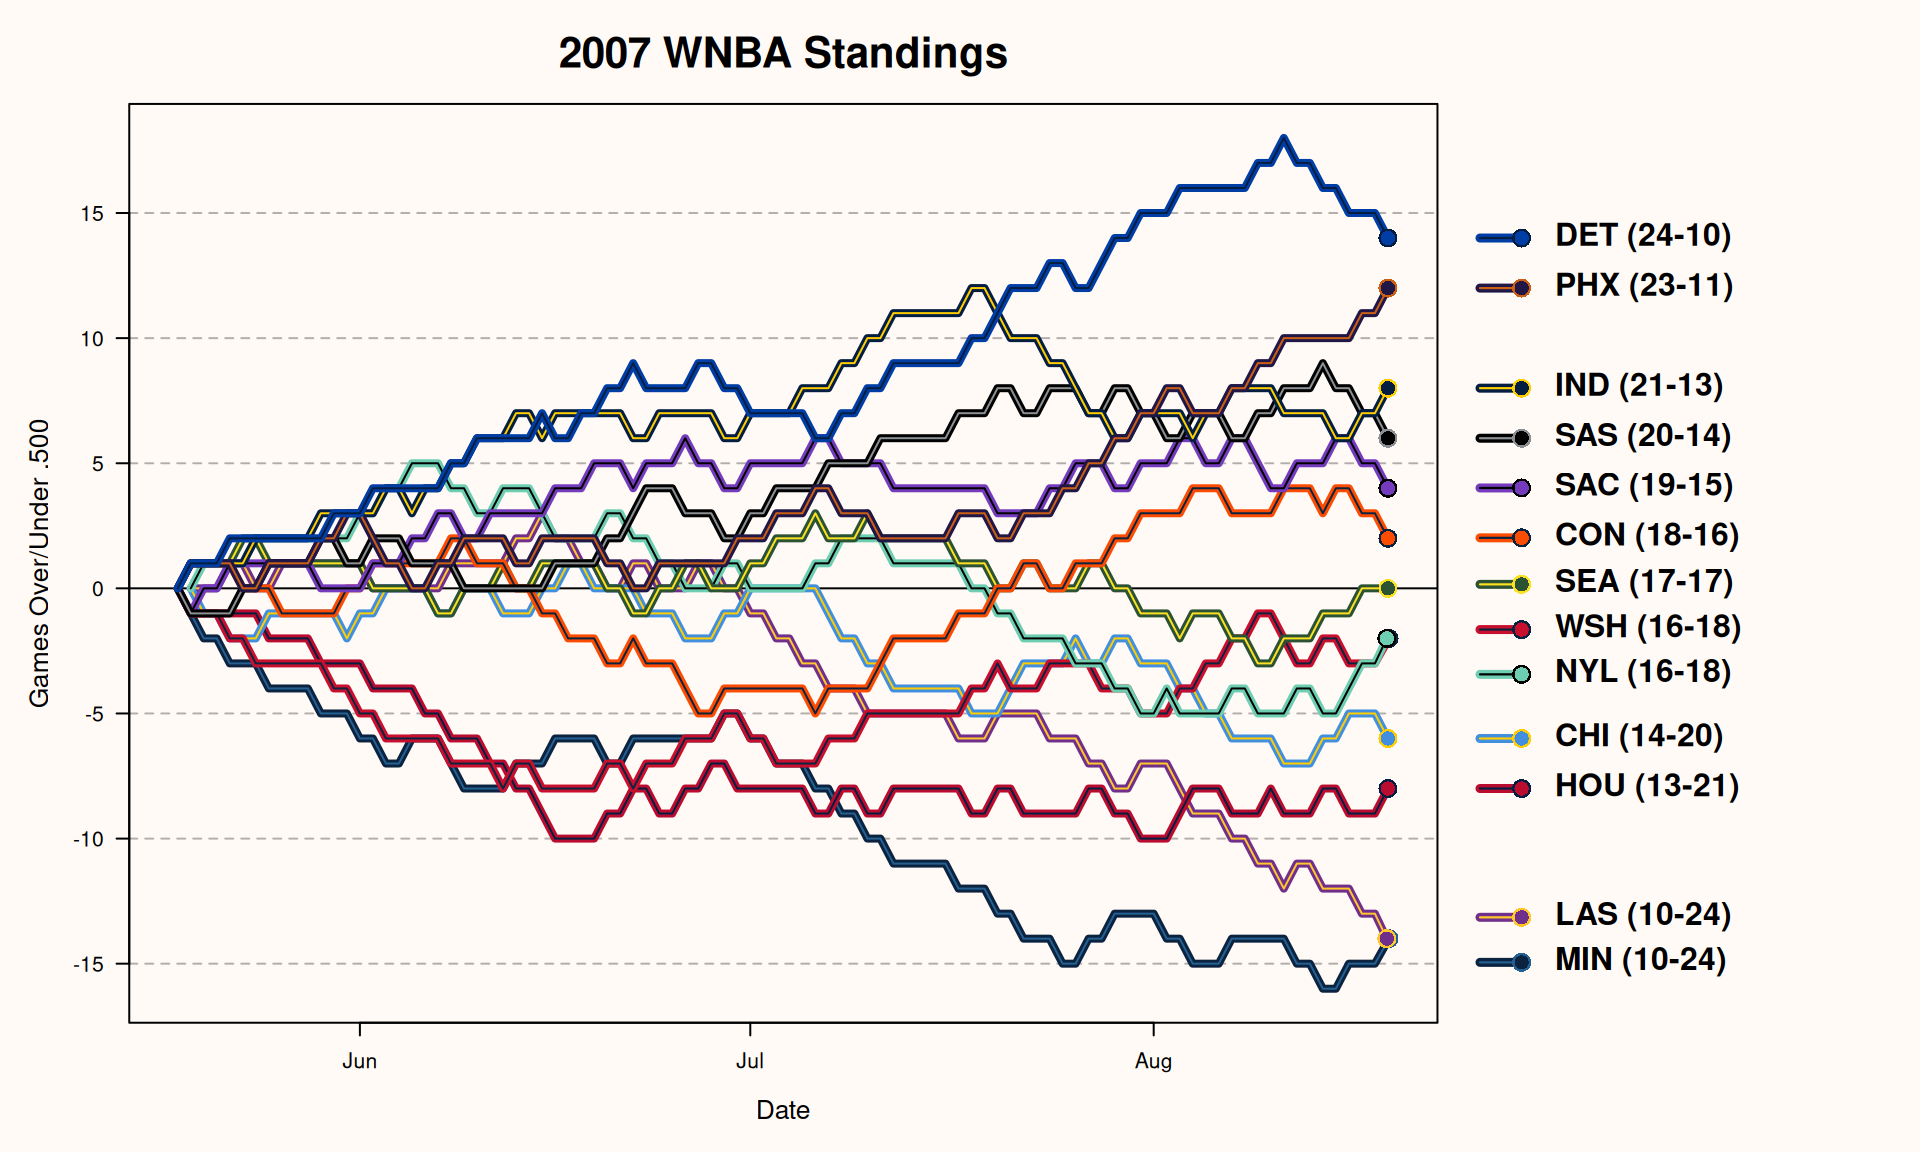 2007 WNBA Standings
Games Over/Under .500
15
10
5
0
-5
-10
-15
Jun
Jul
Aug
Date
DET (24-10)
PHX (23-11)
IND (21-13)
SAS (20-14)
SAC (19-15)
CON (18-16)
SEA (17-17)
WSH (16-18)
NYL (16-18)
CHI (14-20)
HOU (13-21)
LAS (10-24)
MIN (10-24)